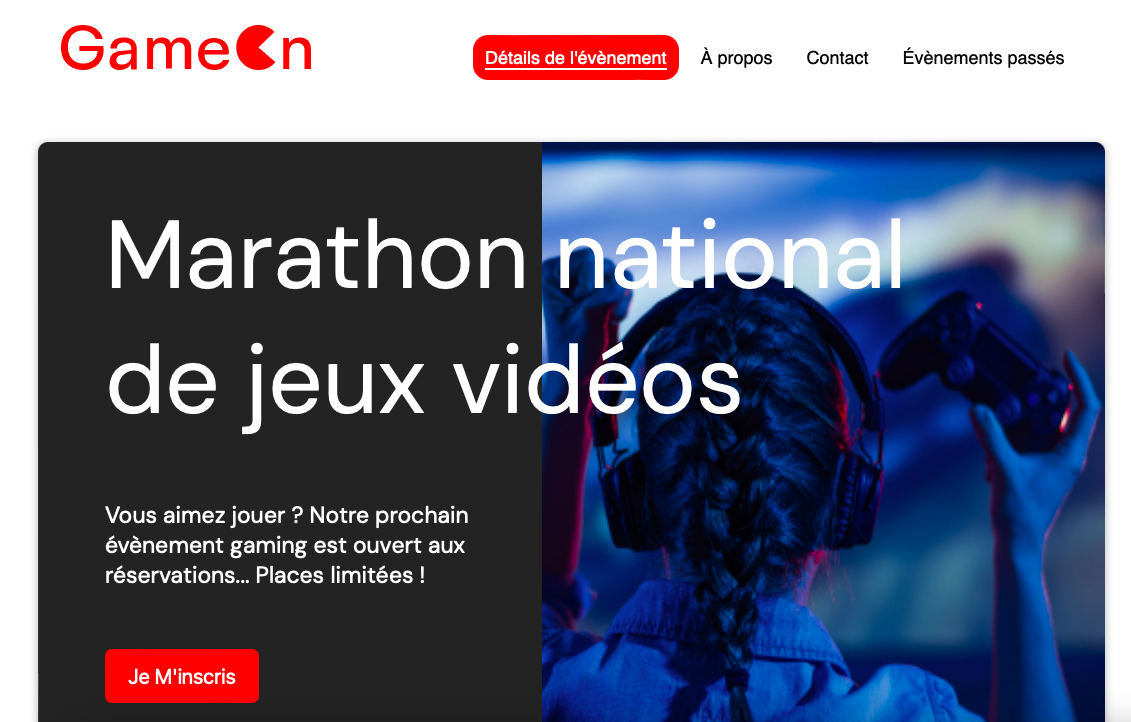 GameOn
Détails de l'évènement À propos Contact Évènements passés
Marathon national
de jeux vidéos
Vous aimez jouer ? Notre prochain
évènement gaming est ouvert aux
réservations... Places limitées !
Je M'inscris